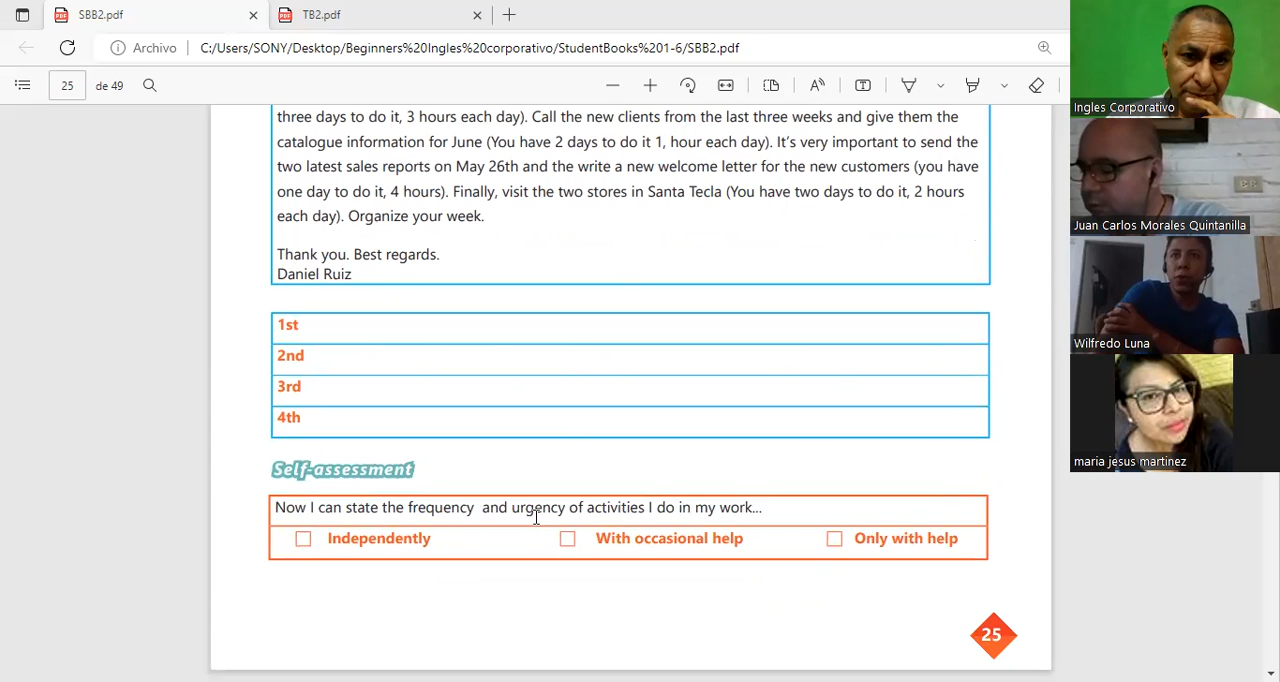 SBB2.pdf
TB2.pdf
Archivo
C:/Users/SONY/Desktop/Beginners%20Ingles%20corporativo/StudentBooks%201-6/SBB2.pdf
25 de 49
three days to do it, 3 hours each day). Call the new clients from the last three weeks and give them the
catalogue information for June (You have 2 days to do it 1, hour each day). It's very important to send the
two latest sales reports on May 26th and the write a new welcome letter for the new customers (you have
one day to do it, 4 hours). Finally, visit the two stores in Santa Tecla (You have two days to do it, 2 hours
each day). Organize your week.
Thank you. Best regards.
Daniel Ruiz
1st
2nd
3rd
4th
Self-assessment
Now I can state the frequency and urgency of activities I do in my work...
Independently With occasional help Only with help
25
Ingles Corporativo
Juan Carlos Morales Quintanilla
Wilfredo Luna
maria jesus martinez